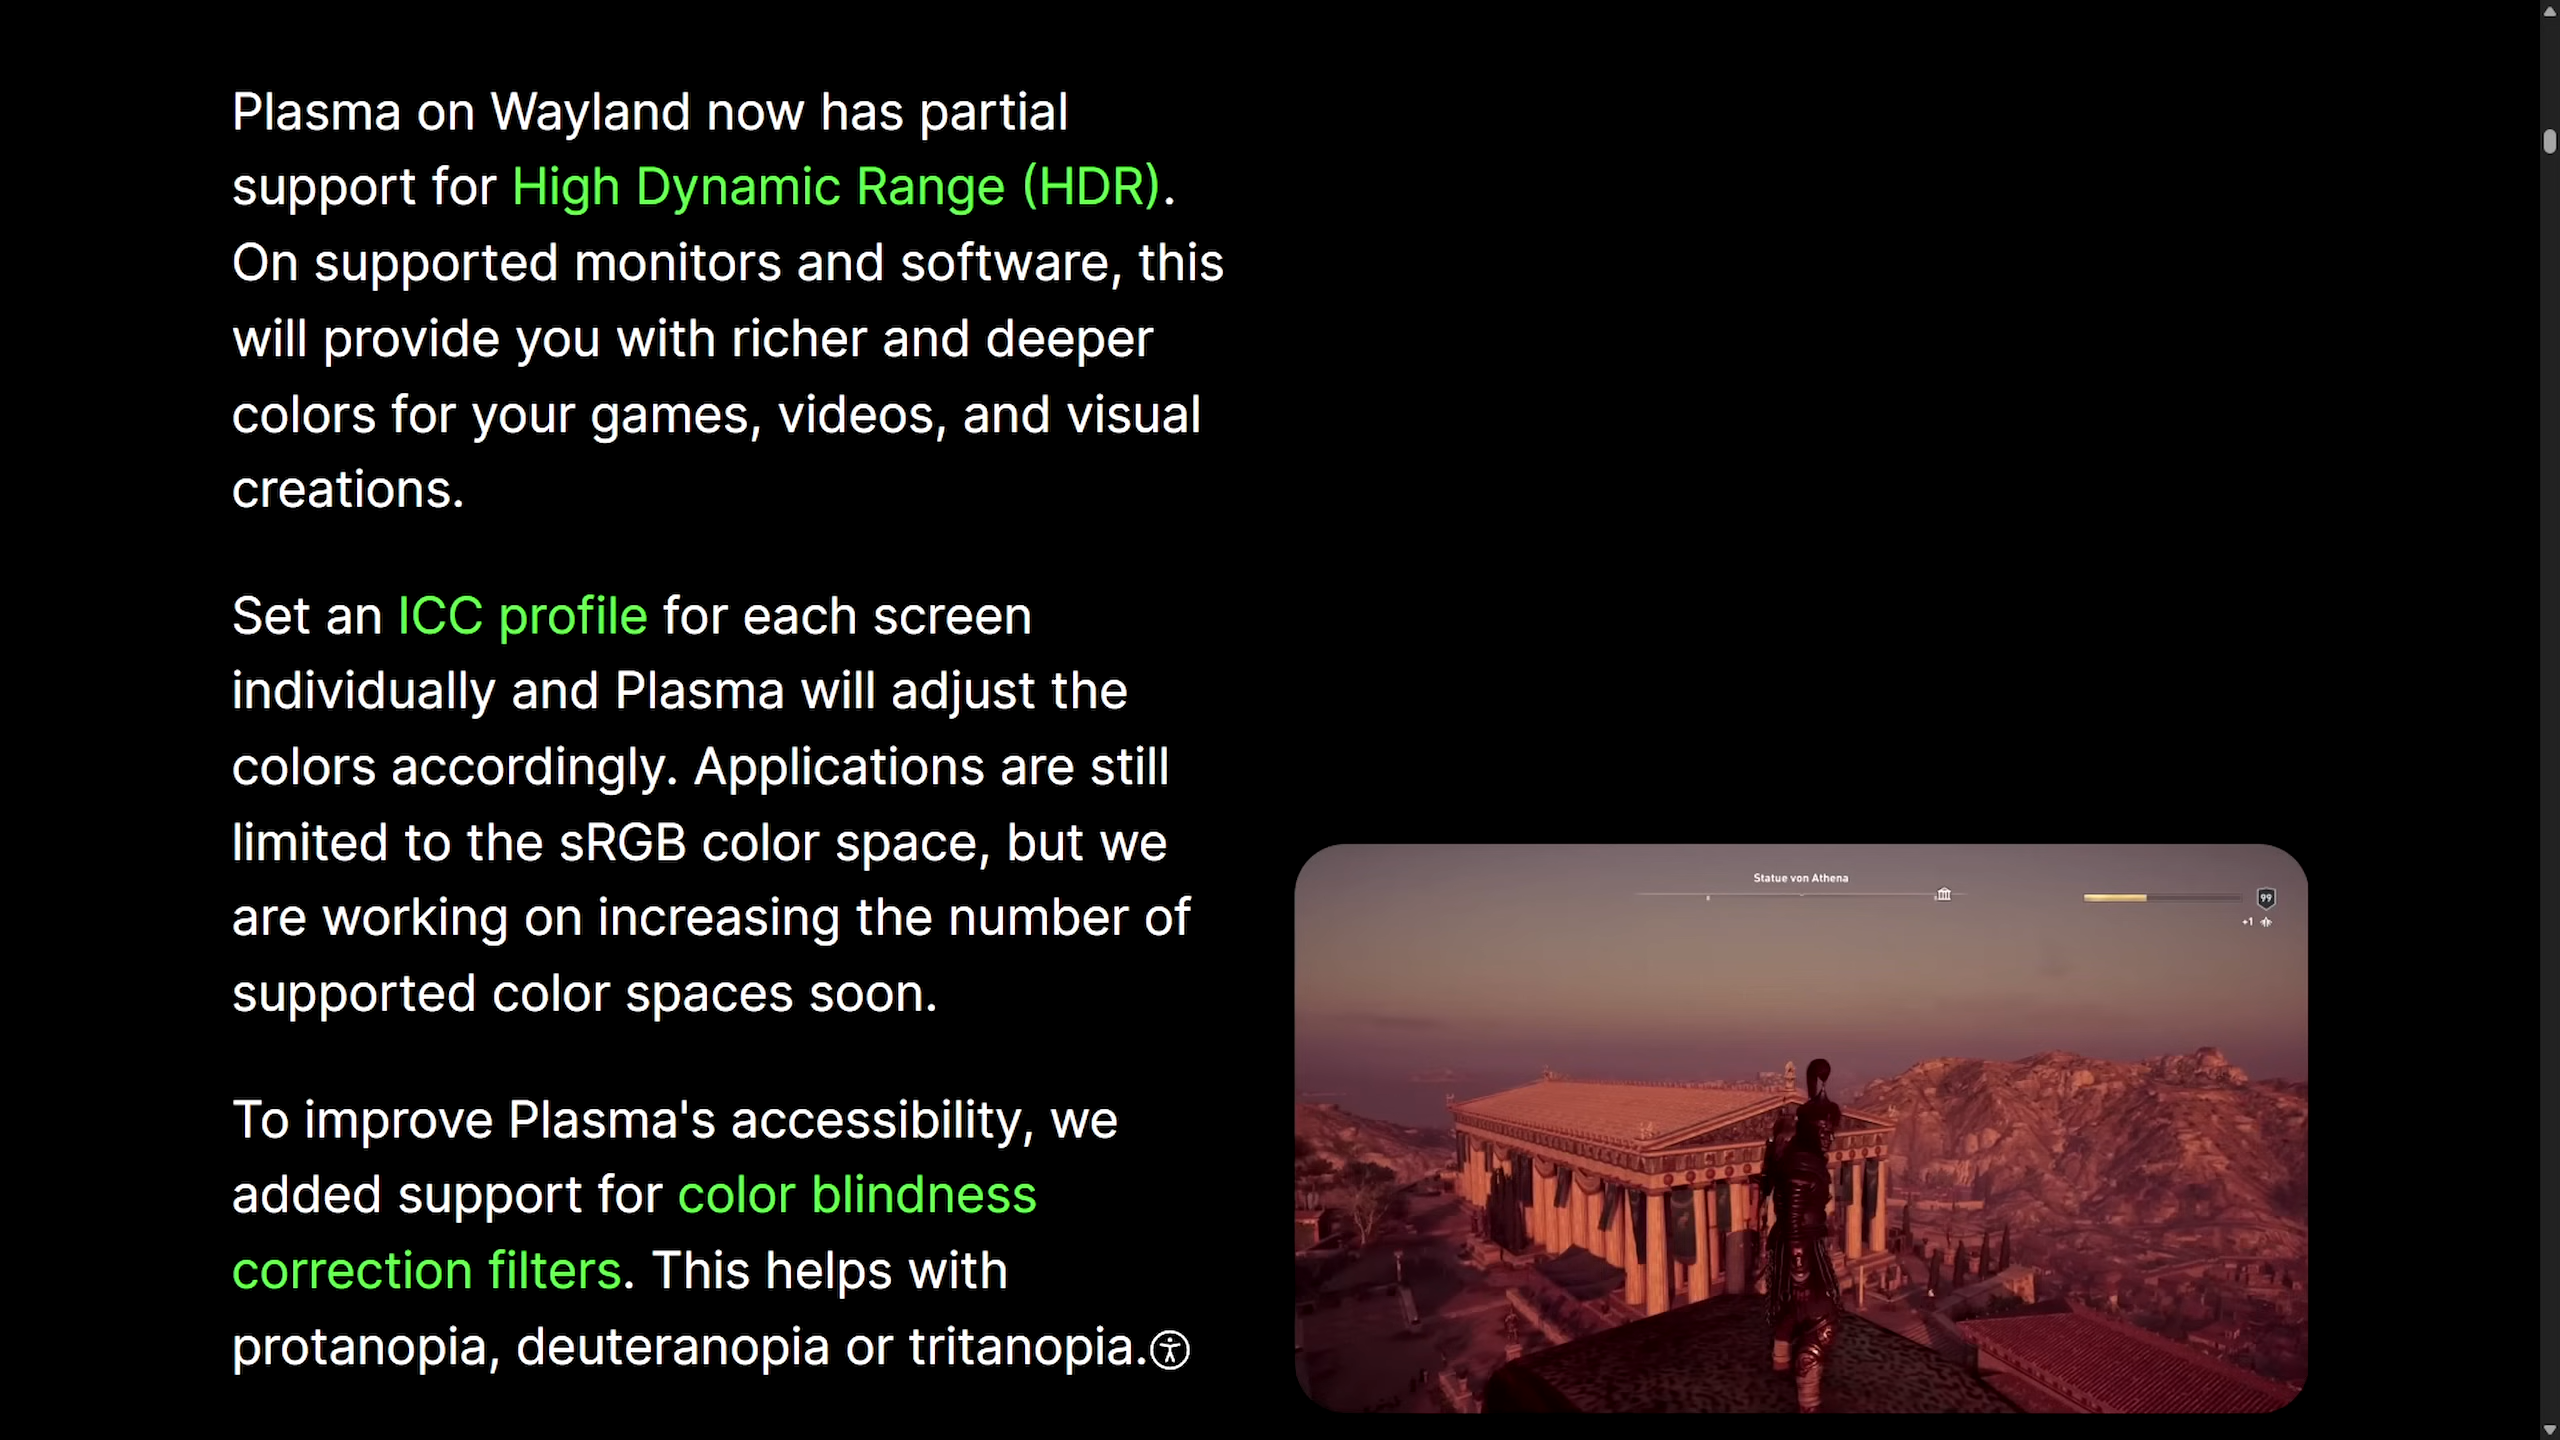 Plasma on Wayland now has partial
support for High Dynamic Range (HDR).
On supported monitors and software, this
will provide you with richer and deeper
colors for your games, videos, and visual
creations.
Set an ICC profile for each screen
individually and Plasma will adjust the
colors accordingly. Applications are still
limited to the sRGB color space, but we
are working on increasing the number of
supported color spaces soon.
To improve Plasma's accessibility, we
added support for color blindness
correction filters. This helps with
protanopia, deuteranopia or tritanopia.
Statue von Athena
99
+1